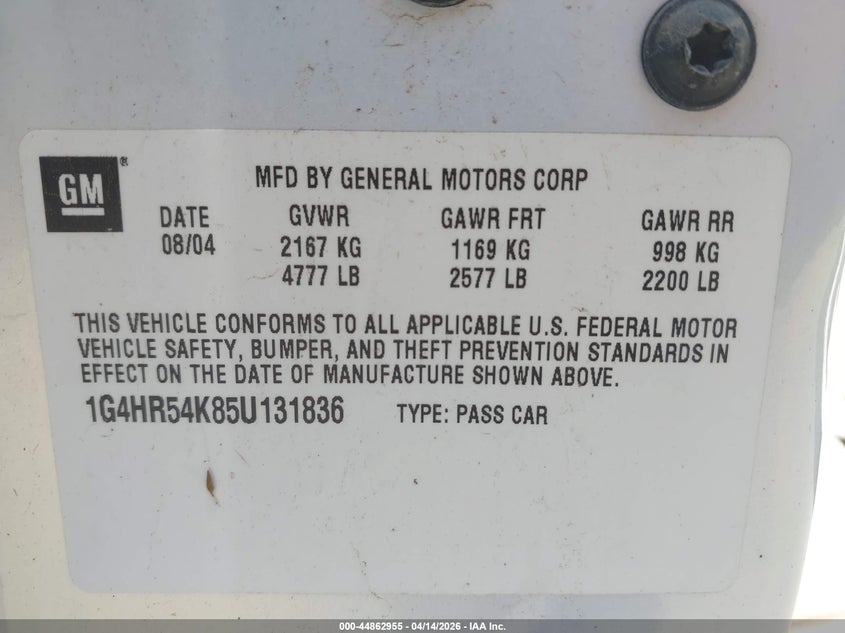 GM®
MFD BY GENERAL MOTORS CORP
DATE GVWR GAWR FRT GAWR RR
08/04 2167 KG 1169 KG 998 KG
4777 LB 2577 LB 2200 LB
THIS VEHICLE CONFORMS TO ALL APPLICABLE U.S. FEDERAL MOTOR
VEHICLE SAFETY, BUMPER, AND THEFT PREVENTION STANDARDS IN
EFFECT ON THE DATE OF MANUFACTURE SHOWN ABOVE.
1G4HR54K85U131836 TYPE: PASS CAR
000-44862955 - 04/14/2026 - IAA Inc.